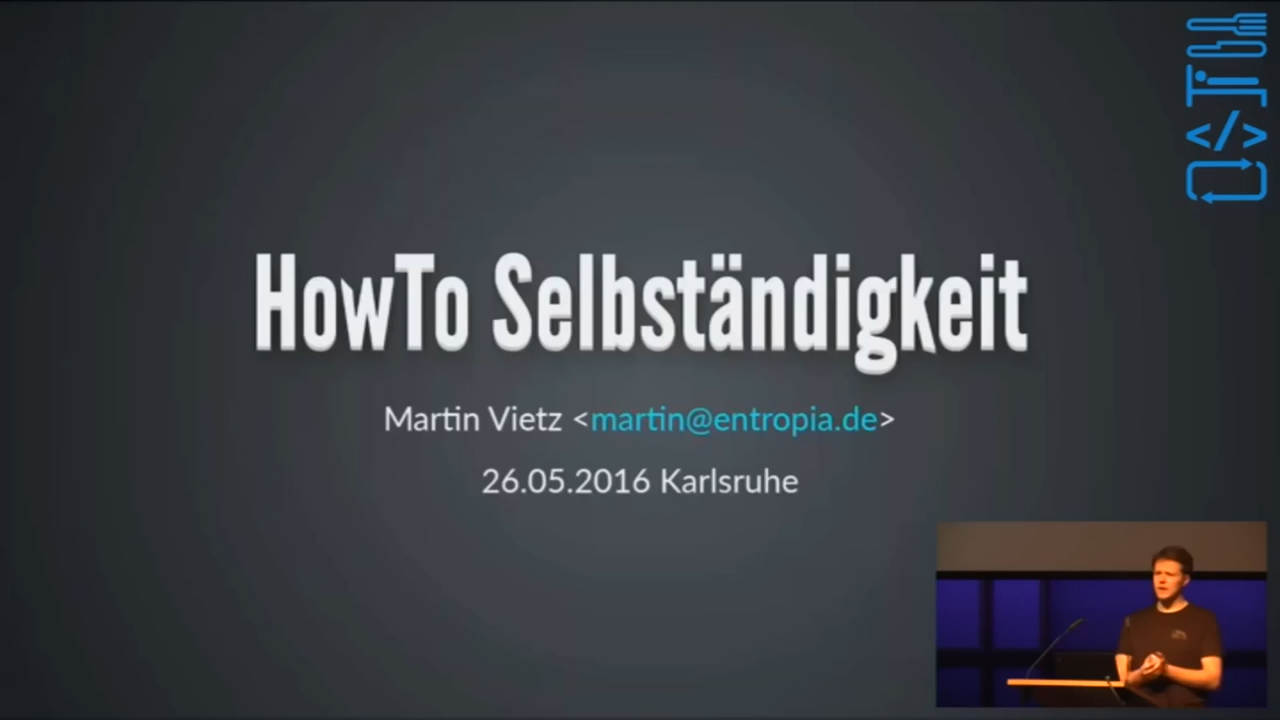 HowTo Selbständigkeit
Martin Vietz <martin@entropia.de>
26.05.2016 Karlsruhe